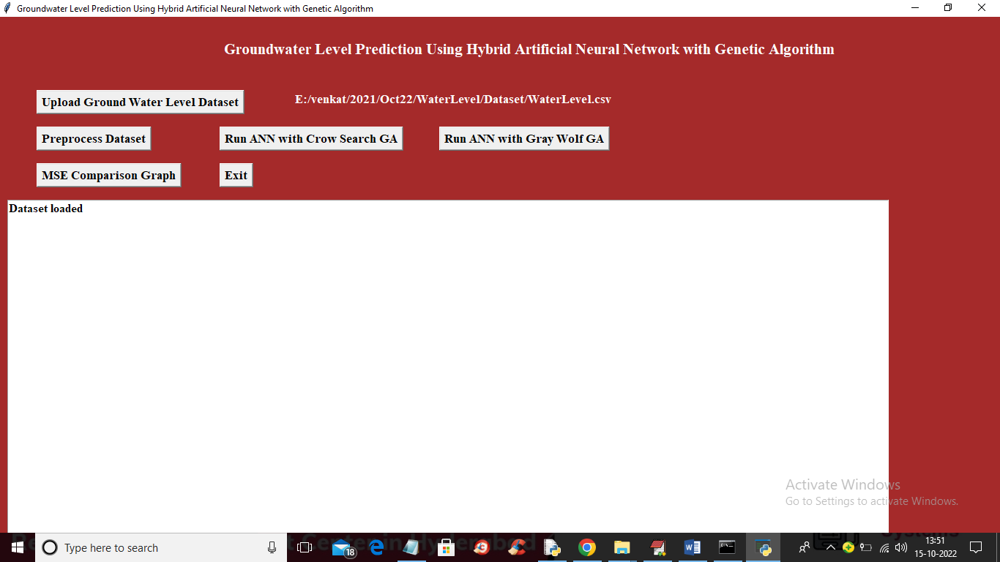 Groundwater Level Prediction Using Hybrid Artificial Neural Network with Genetic Algorithm
Groundwater Level Prediction Using Hybrid Artificial Neural Network with Genetic Algorithm
Upload Ground Water Level Dataset
E:/venkat/2021/Oct22/WaterLevel/Dataset/WaterLevel.csv
Preprocess Dataset
Run ANN with Crow Search GA
Run ANN with Gray Wolf GA
MSE Comparison Graph
Exit
Dataset loaded
Activate Windows
Go to Settings to activate Windows.
Type here to search
18
13:51
15-10-2022